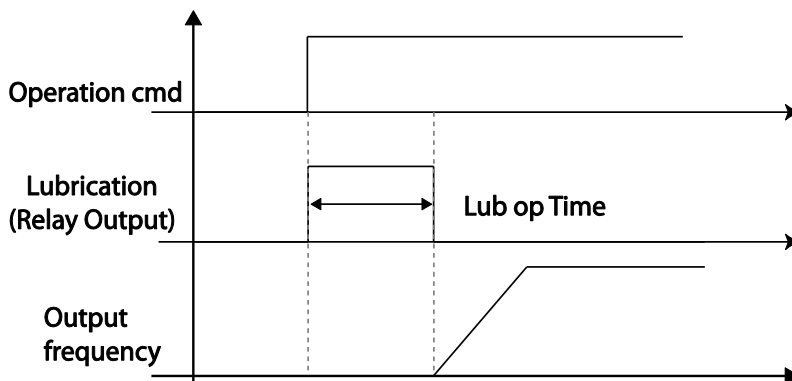 Operation cmd
Lubrication
(Relay Output)
Lub op Time
Output
frequency